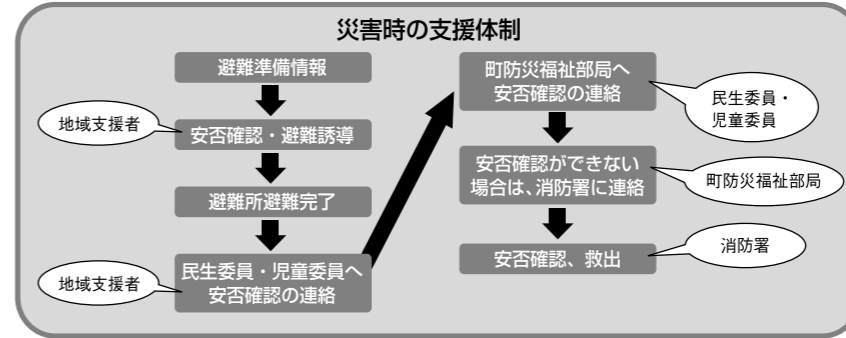 災害時の支援体制
避難準備情報
地域支援者
安否確認・避難誘導
避難所避難完了
地域支援者
民生委員・児童委員へ
安否確認の連絡
町防災福祉部局へ
安否確認の連絡
民生委員・
児童委員
安否確認ができない
場合は、消防署に連絡
町防災福祉部局
安否確認、救出
消防署